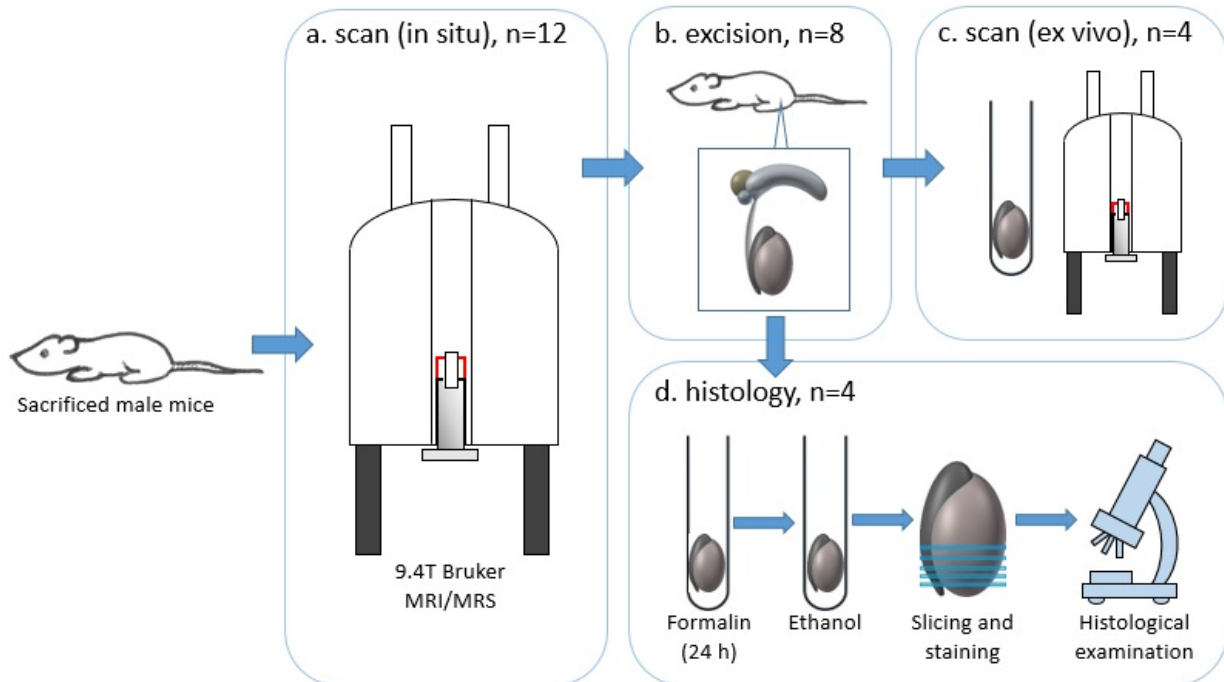 a. scan (in situ), n=12
b. excision, n=8
c. scan (ex vivo), n=4
Sacrificed male mice
9.4T Bruker
MRI/MRS
d. histology, n=4
Formalin
(24 h)
Ethanol
Slicing and
staining
Histological
examination